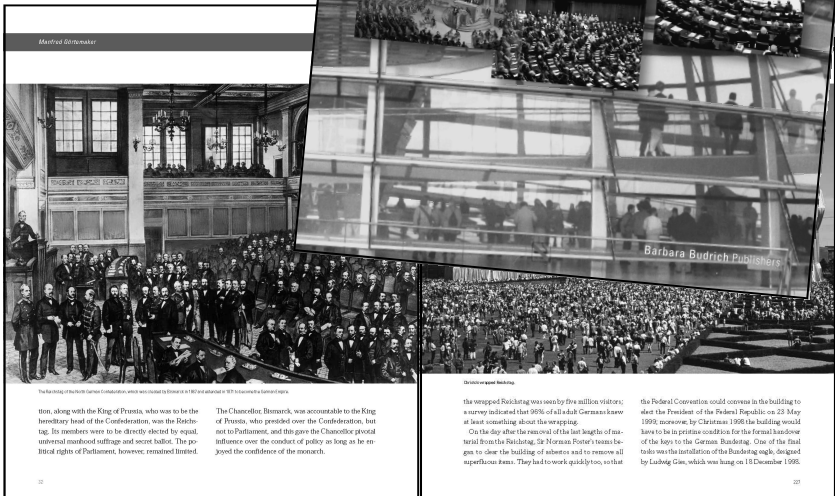 Manfred Görtemaker
Barbara Budrich Publishers
The Reichstag of the North German Confederation, which was created by Bismarck in 1867 and extended in 1871 to become the German Empire.
tion, along with the King of Prussia, who was to be the
hereditary head of the Confederation, was the Reichs-
tag. Its members were to be directly elected by equal,
universal manhood suffrage and secret ballot. The po-
litical rights of Parliament, however, remained limited.
The Chancellor, Bismarck, was accountable to the King
of Prussia, who presided over the Confederation, but
not to Parliament, and this gave the Chancellor pivotal
influence over the conduct of policy as long as he en-
joyed the confidence of the monarch.
32
Christo's wrapped Reichstag.
the wrapped Reichstag was seen by five million visitors;
a survey indicated that 96% of all adult Germans knew
at least something about the wrapping.
On the day after the removal of the last lengths of ma-
terial from the Reichstag, Sir Norman Foster's teams be-
gan to clear the building of asbestos and to remove all
superfluous items. They had to work quickly too, so that
the Federal Convention could convene in the building to
elect the President of the Federal Republic on 23 May
1999; moreover, by Christmas 1998 the building would
have to be in pristine condition for the formal handover
of the keys to the German Bundestag. One of the final
tasks was the installation of the Bundestag eagle, designed
by Ludwig Gies, which was hung on 18 December 1998.
227